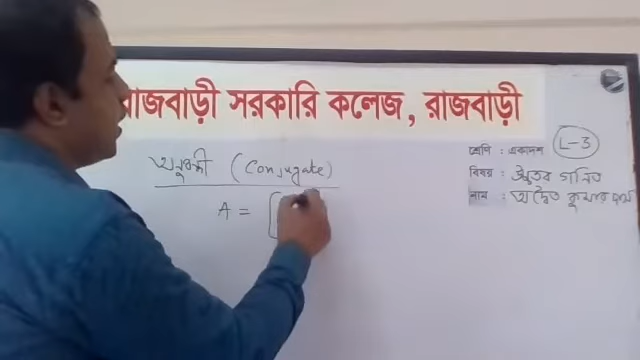 রাজবাড়ী সরকারি কলেজ, রাজবাড়ী
অনুবন্ধী (Conjugate)
A = [
শ্রেণি : একাদশ
L-3
বিষয় : উচ্চতর গণিত
নাম : অদ্বৈত কুমার দাস